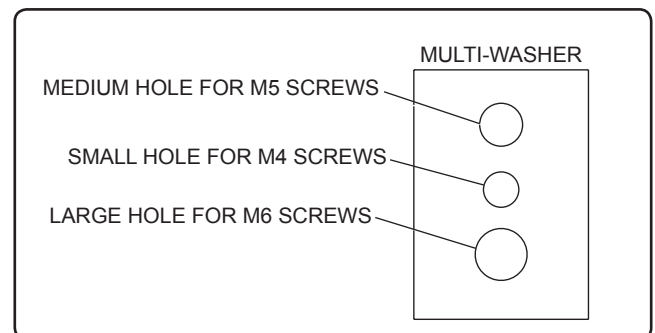 MULTI-WASHER
MEDIUM HOLE FOR M5 SCREWS
SMALL HOLE FOR M4 SCREWS
LARGE HOLE FOR M6 SCREWS